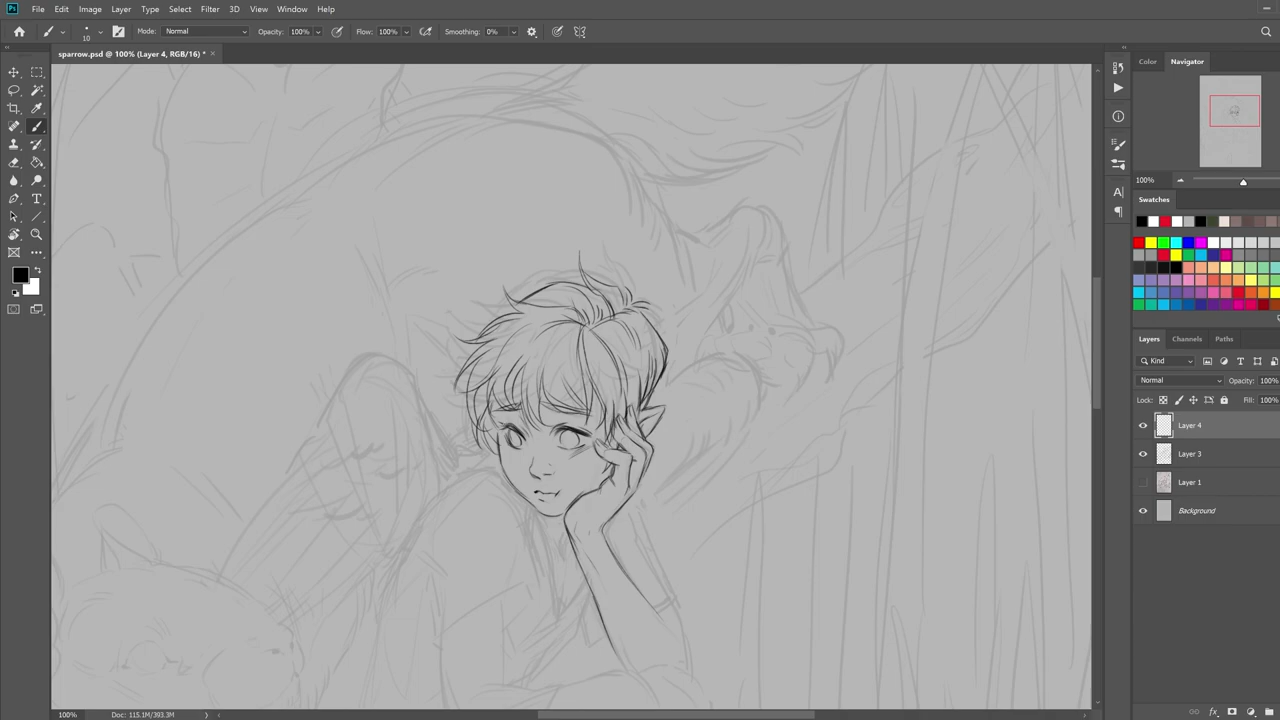 Ps File Edit Image Layer Type Select Filter 3D View Window Help
10 Mode: Normal Opacity: 100% Flow: 100% Smoothing: 0%
sparrow.psd @ 100% (Layer 4, RGB/16) *
Color Navigator
100%
Swatches
Layers Channels Paths
Kind
Normal Opacity: 100%
Lock: Fill: 100%
Layer 4
Layer 3
Layer 1
Background
100% Doc: 115.1M/393.3M